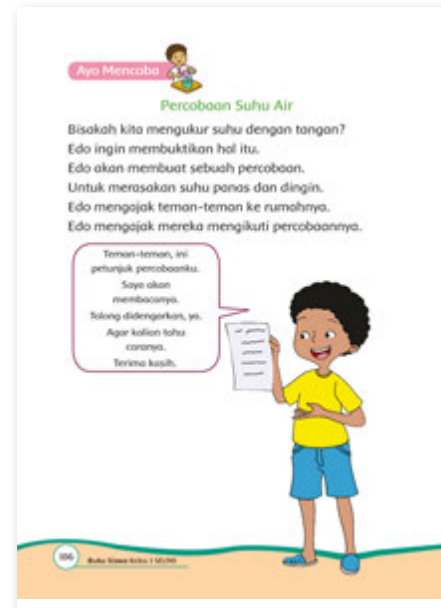 Ayo Mencoba
Percobaan Suhu Air
Bisakah kita mengukur suhu dengan tangan?
Edo ingin membuktikan hal itu.
Edo akan membuat sebuah percobaan.
Untuk merasakan suhu panas dan dingin.
Edo mengajak teman-teman ke rumahnya.
Edo mengajak mereka mengikuti percobaannya.
Teman-teman, ini
petunjuk percobaanku.
Saya akan
membacanya.
Tolong didengarkan, ya.
Agar kalian tahu
caranya.
Terima kasih.
106 Buku Siswa Kelas 1 SD/MI